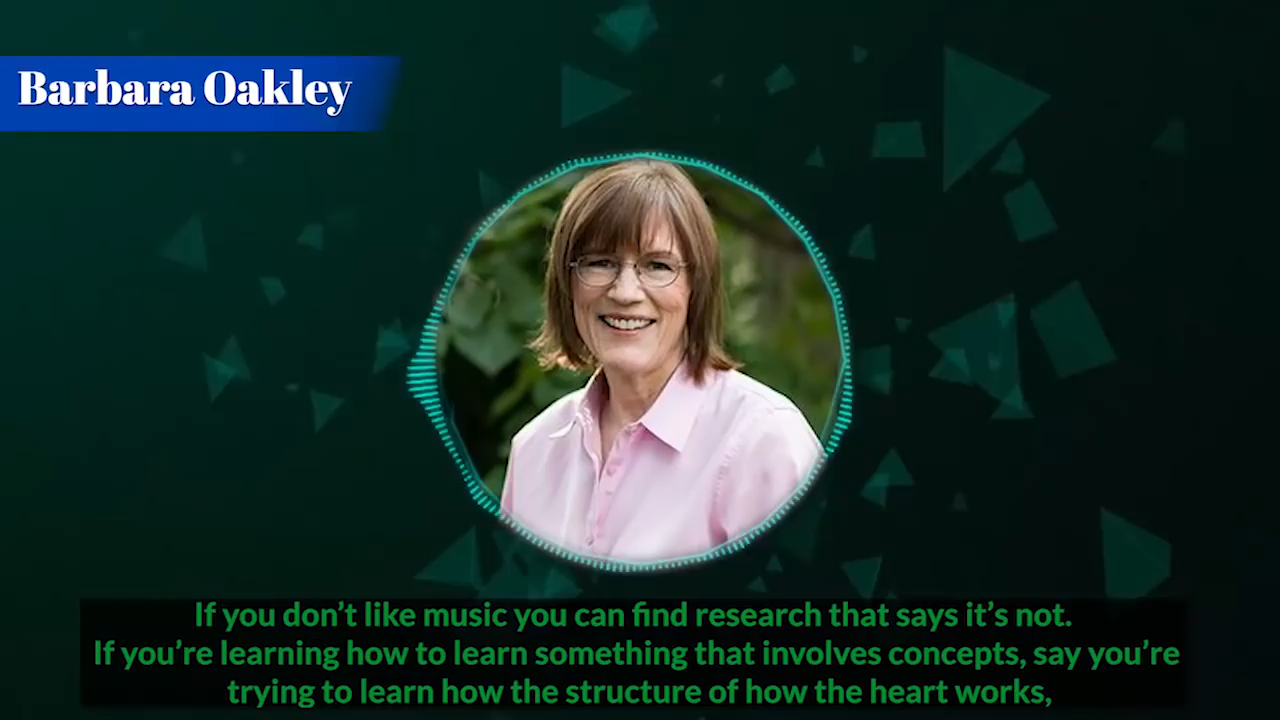 Barbara Oakley
If you don’t like music you can find research that says it’s not.
If you’re learning how to learn something that involves concepts, say you’re
trying to learn how the structure of how the heart works,